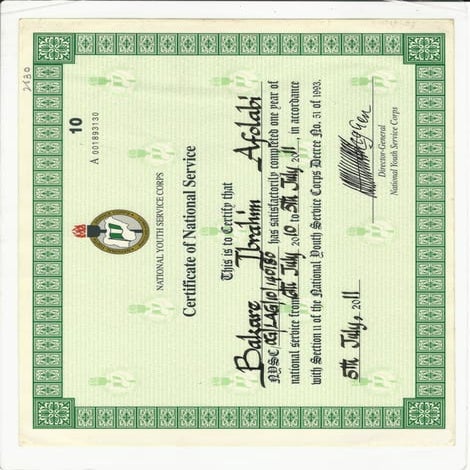 10
A 001893130
NATIONAL YOUTH SERVICE CORPS
Certificate of National Service
This is to Certify that
Bakare Ibrahim Afolabi
NYSC has satisfactorily completed one year of
national service from 6th July 2010 to 5th July 2011, in accordance
with Section 11 of the National Youth Service Corps Decree No. 51 of 1993.
5th July, 2011
Director-General
National Youth Service Corps